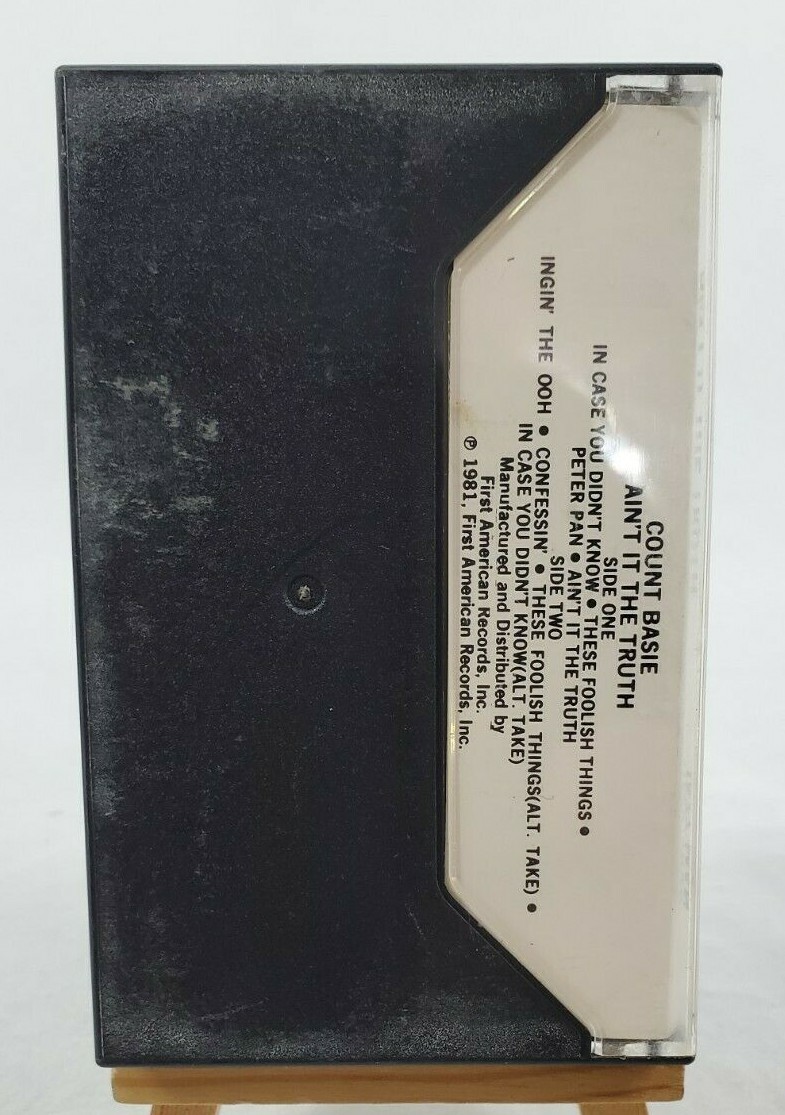 COUNT BASIE
AIN'T IT THE TRUTH
SIDE ONE
IN CASE YOU DIDN'T KNOW • THESE FOOLISH THINGS •
PETER PAN • AIN'T IT THE TRUTH
SIDE TWO
INGIN' THE OOH • CONFESSIN' • THESE FOOLISH THINGS(ALT. TAKE) •
IN CASE YOU DIDN'T KNOW(ALT. TAKE)
Manufactured and Distributed by
First American Records, Inc.
℗ 1981, First American Records, Inc.